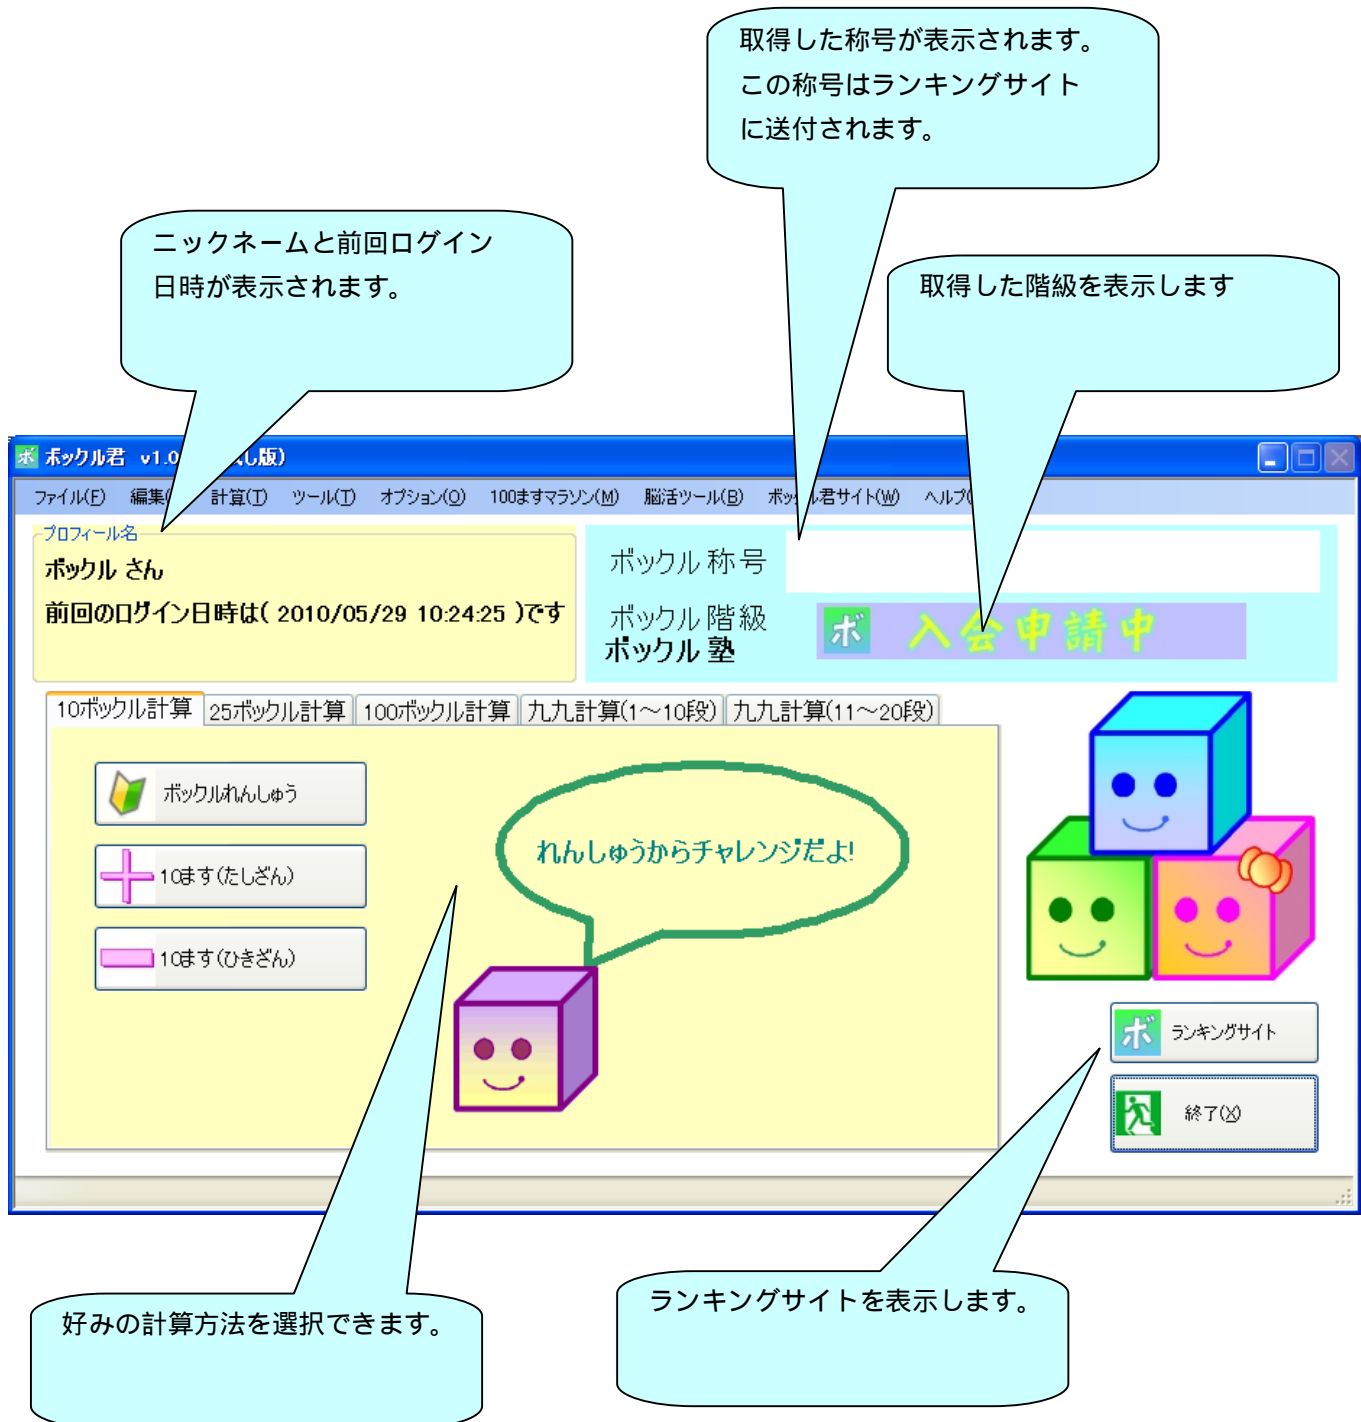 取得した称号が表示されます。
この称号はランキングサイト
に送付されます。
ニックネームと前回ログイン
日時が表示されます。
取得した階級を表示します
ボ ボックル君 v1.0 し版)
ファイル(F) 編集( 計算(T) ツール(T) オプション(O) 100ますマラソン(M) 脳活ツール(B) ボックル君サイト(W) ヘルプ(
プロフィール名
ボックル さん
前回のログイン日時は( 2010/05/29 10:24:25 )です
ボックル称号
ボックル階級
ボックル塾
ボ 入会申請中
10ボックル計算 25ボックル計算 100ボックル計算 九九計算(1～10段) 九九計算(11～20段)
ボックルれんしゅう
10ます(たしざん)
10ます(ひきざん)
れんしゅうからチャレンジだよ!
ボ ランキングサイト
終了(X)
好みの計算方法を選択できます。
ランキングサイトを表示します。